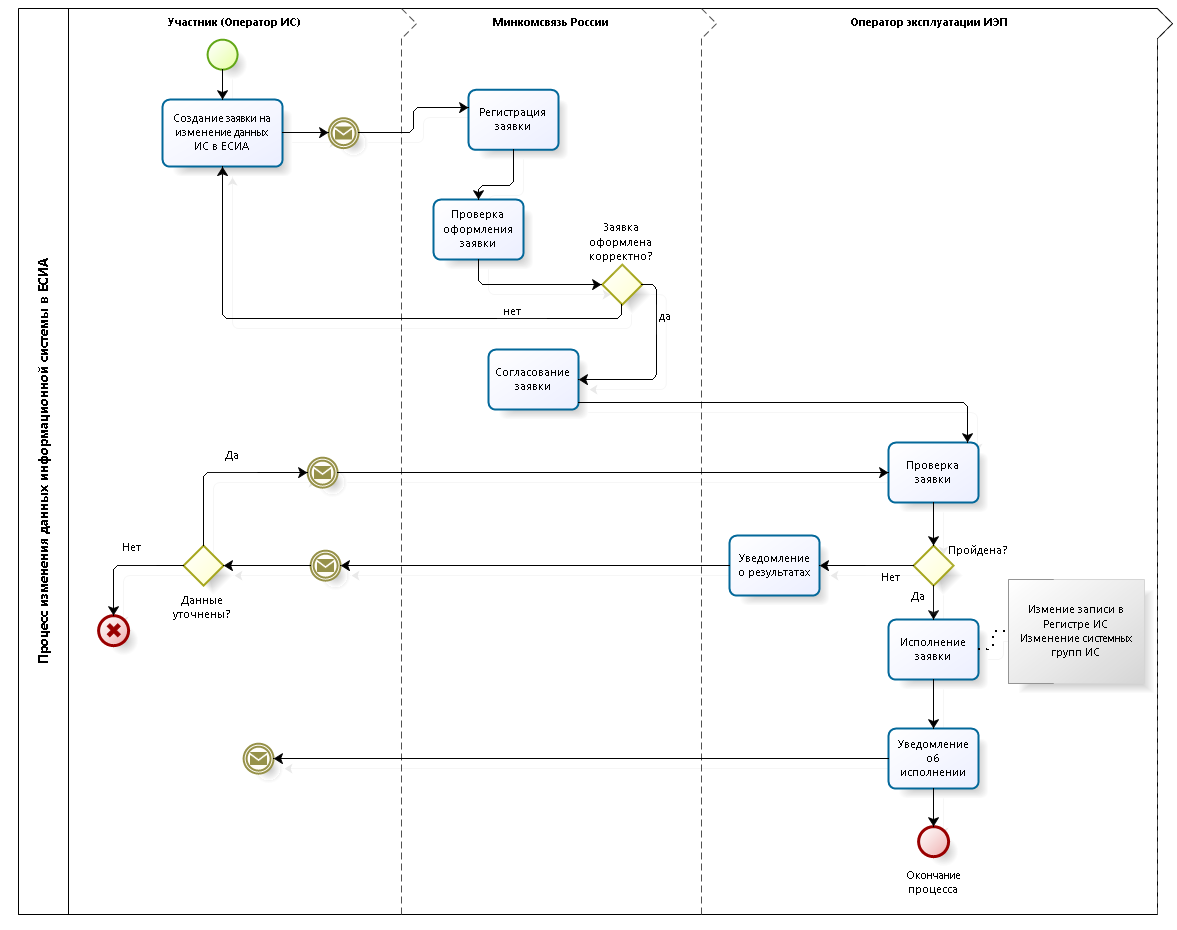 Процесс изменения данных информационной системы в ЕСИА
Участник (Оператор ИС)
Минкомсвязь России
Оператор эксплуатации ИЭП
Создание заявки на
изменение данных
ИС в ЕСИА
Регистрация
заявки
Проверка
оформления
заявки
Заявка
оформлена
корректно?
нет
да
Согласование
заявки
Да
Проверка
заявки
Нет
Данные
уточнены?
Уведомление
о результатах
Пройдена?
Нет
Да
Исполнение
заявки
Измение записи в
Регистре ИС
Изменение системных
групп ИС
Уведомление
об
исполнении
Окончание
процесса